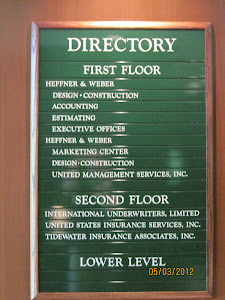 DIRECTORY
FIRST FLOOR
HEFFNER & WEBER
DESIGN · CONSTRUCTION
ACCOUNTING
ESTIMATING
EXECUTIVE OFFICES
HEFFNER & WEBER
MARKETING CENTER
DESIGN · CONSTRUCTION
UNITED MANAGEMENT SERVICES, INC.
SECOND FLOOR
INTERNATIONAL UNDERWRITERS, LIMITED
UNITED STATES INSURANCE SERVICES, INC.
TIDEWATER INSURANCE ASSOCIATES, INC.
LOWER LEVEL
05/03/2012